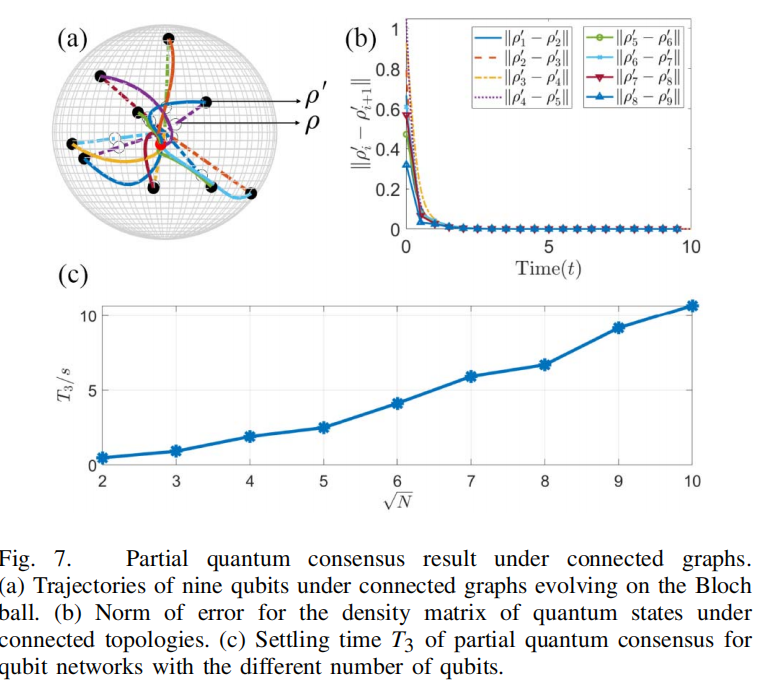 (a)
ρ′
ρ
(b)
‖ρ′₁ − ρ′₂‖
‖ρ′₂ − ρ′₃‖
‖ρ′₃ − ρ′₄‖
‖ρ′₄ − ρ′₅‖
‖ρ′₅ − ρ′₆‖
‖ρ′₆ − ρ′₇‖
‖ρ′₇ − ρ′₈‖
‖ρ′₈ − ρ′₉‖
‖ρ′ᵢ − ρ′ᵢ₊₁‖
1
0.8
0.6
0.4
0.2
0
0 5 10
Time(t)
(c)
T₃/s
10
5
0
2 3 4 5 6 7 8 9 10
√N
Fig. 7. Partial quantum consensus result under connected graphs.
(a) Trajectories of nine qubits under connected graphs evolving on the Bloch
ball. (b) Norm of error for the density matrix of quantum states under
connected topologies. (c) Settling time T₃ of partial quantum consensus for
qubit networks with the different number of qubits.